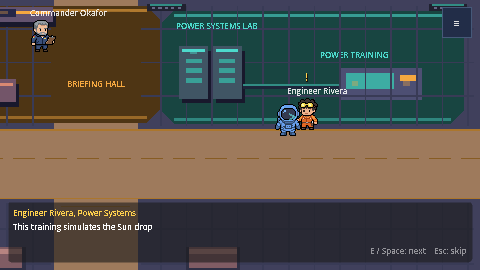 Commander Okafor
POWER SYSTEMS LAB
≡
POWER TRAINING
BRIEFING HALL
!
Engineer Rivera
Engineer Rivera, Power Systems
This training simulates the Sun drop
E / Space: next Esc: skip